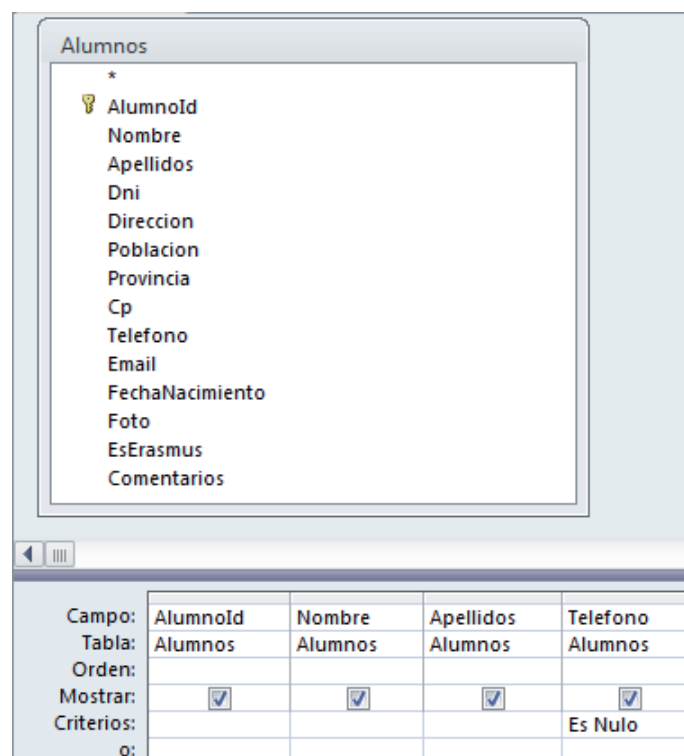 Alumnos
*
AlumnoId
Nombre
Apellidos
Dni
Direccion
Poblacion
Provincia
Cp
Telefono
Email
FechaNacimiento
Foto
EsErasmus
Comentarios
Campo: AlumnoId Nombre Apellidos Telefono
Tabla: Alumnos Alumnos Alumnos Alumnos
Orden:
Mostrar:
Criterios: Es Nulo
o: